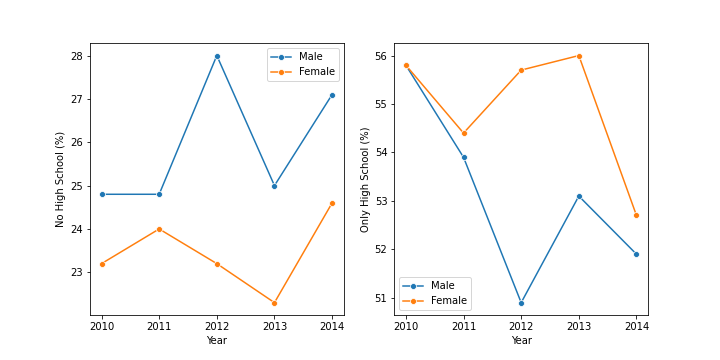 No High School (%)
28
27
26
25
24
23
2010 2011 2012 2013 2014
Year
Male
Female
Only High School (%)
56
55
54
53
52
51
2010 2011 2012 2013 2014
Year
Male
Female